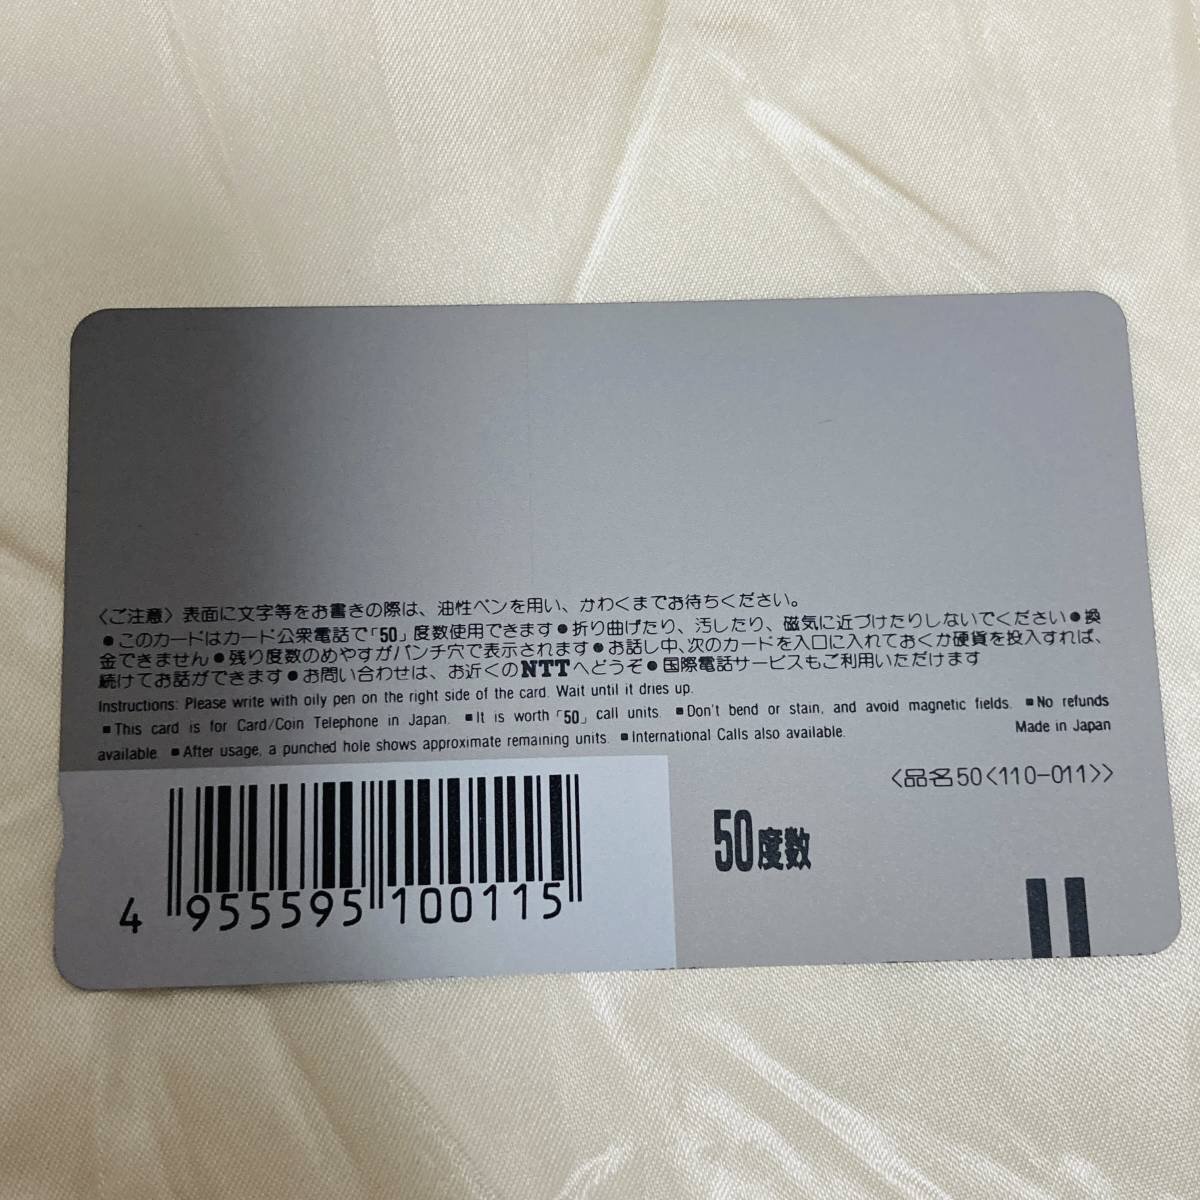 〈ご注意〉表面に文字等をお書きの際は、油性ペンを用い、かわくまでお待ちください。
●このカードはカード公衆電話で「50」度数使用できます●折り曲げたり、汚したり、磁気に近づけたりしないでください●換
金できません●残り度数のめやすがパンチ穴で表示されます●お話し中、次のカードを入口に入れておくか硬貨を投入すれば、
続けてお話ができます●お問い合わせは、お近くのNTTへどうぞ●国際電話サービスもご利用いただけます
Instructions: Please write with oily pen on the right side of the card. Wait until it dries up.
■This card is for Card/Coin Telephone in Japan. ■It is worth「50」call units. ■Don't bend or stain, and avoid magnetic fields. ■No refunds
available. ■After usage, a punched hole shows approximate remaining units. ■International Calls also available.
Made in Japan
〈品名50〈110-011〉〉
50度数
4 955595 100115